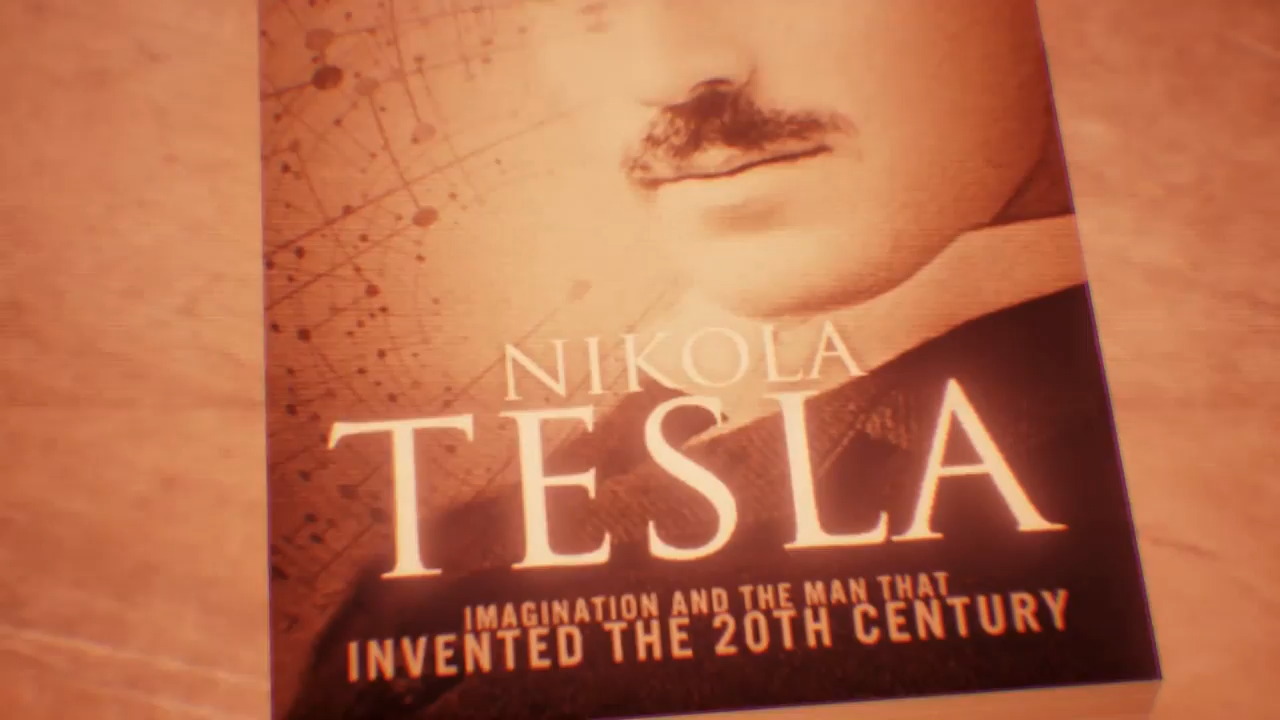 NIKOLA
TESLA
IMAGINATION AND THE MAN THAT
INVENTED THE 20TH CENTURY